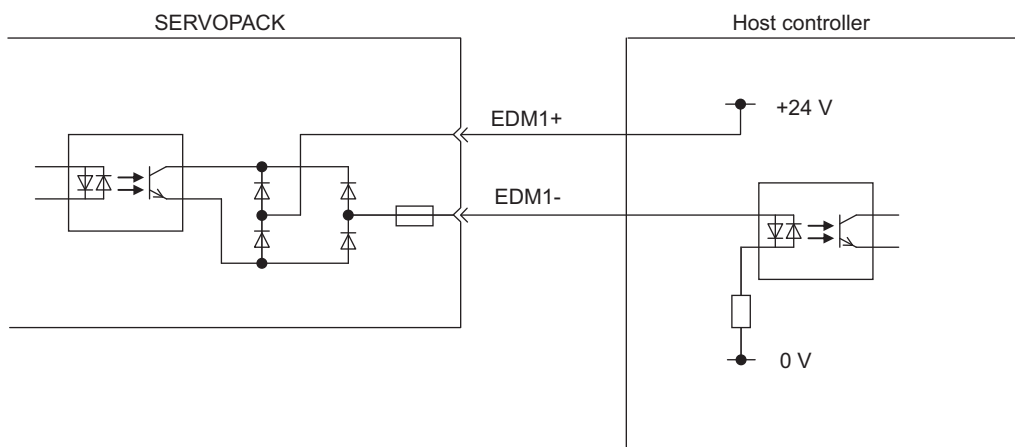 SERVOPACK
Host controller
EDM1+
+24 V
EDM1-
0 V